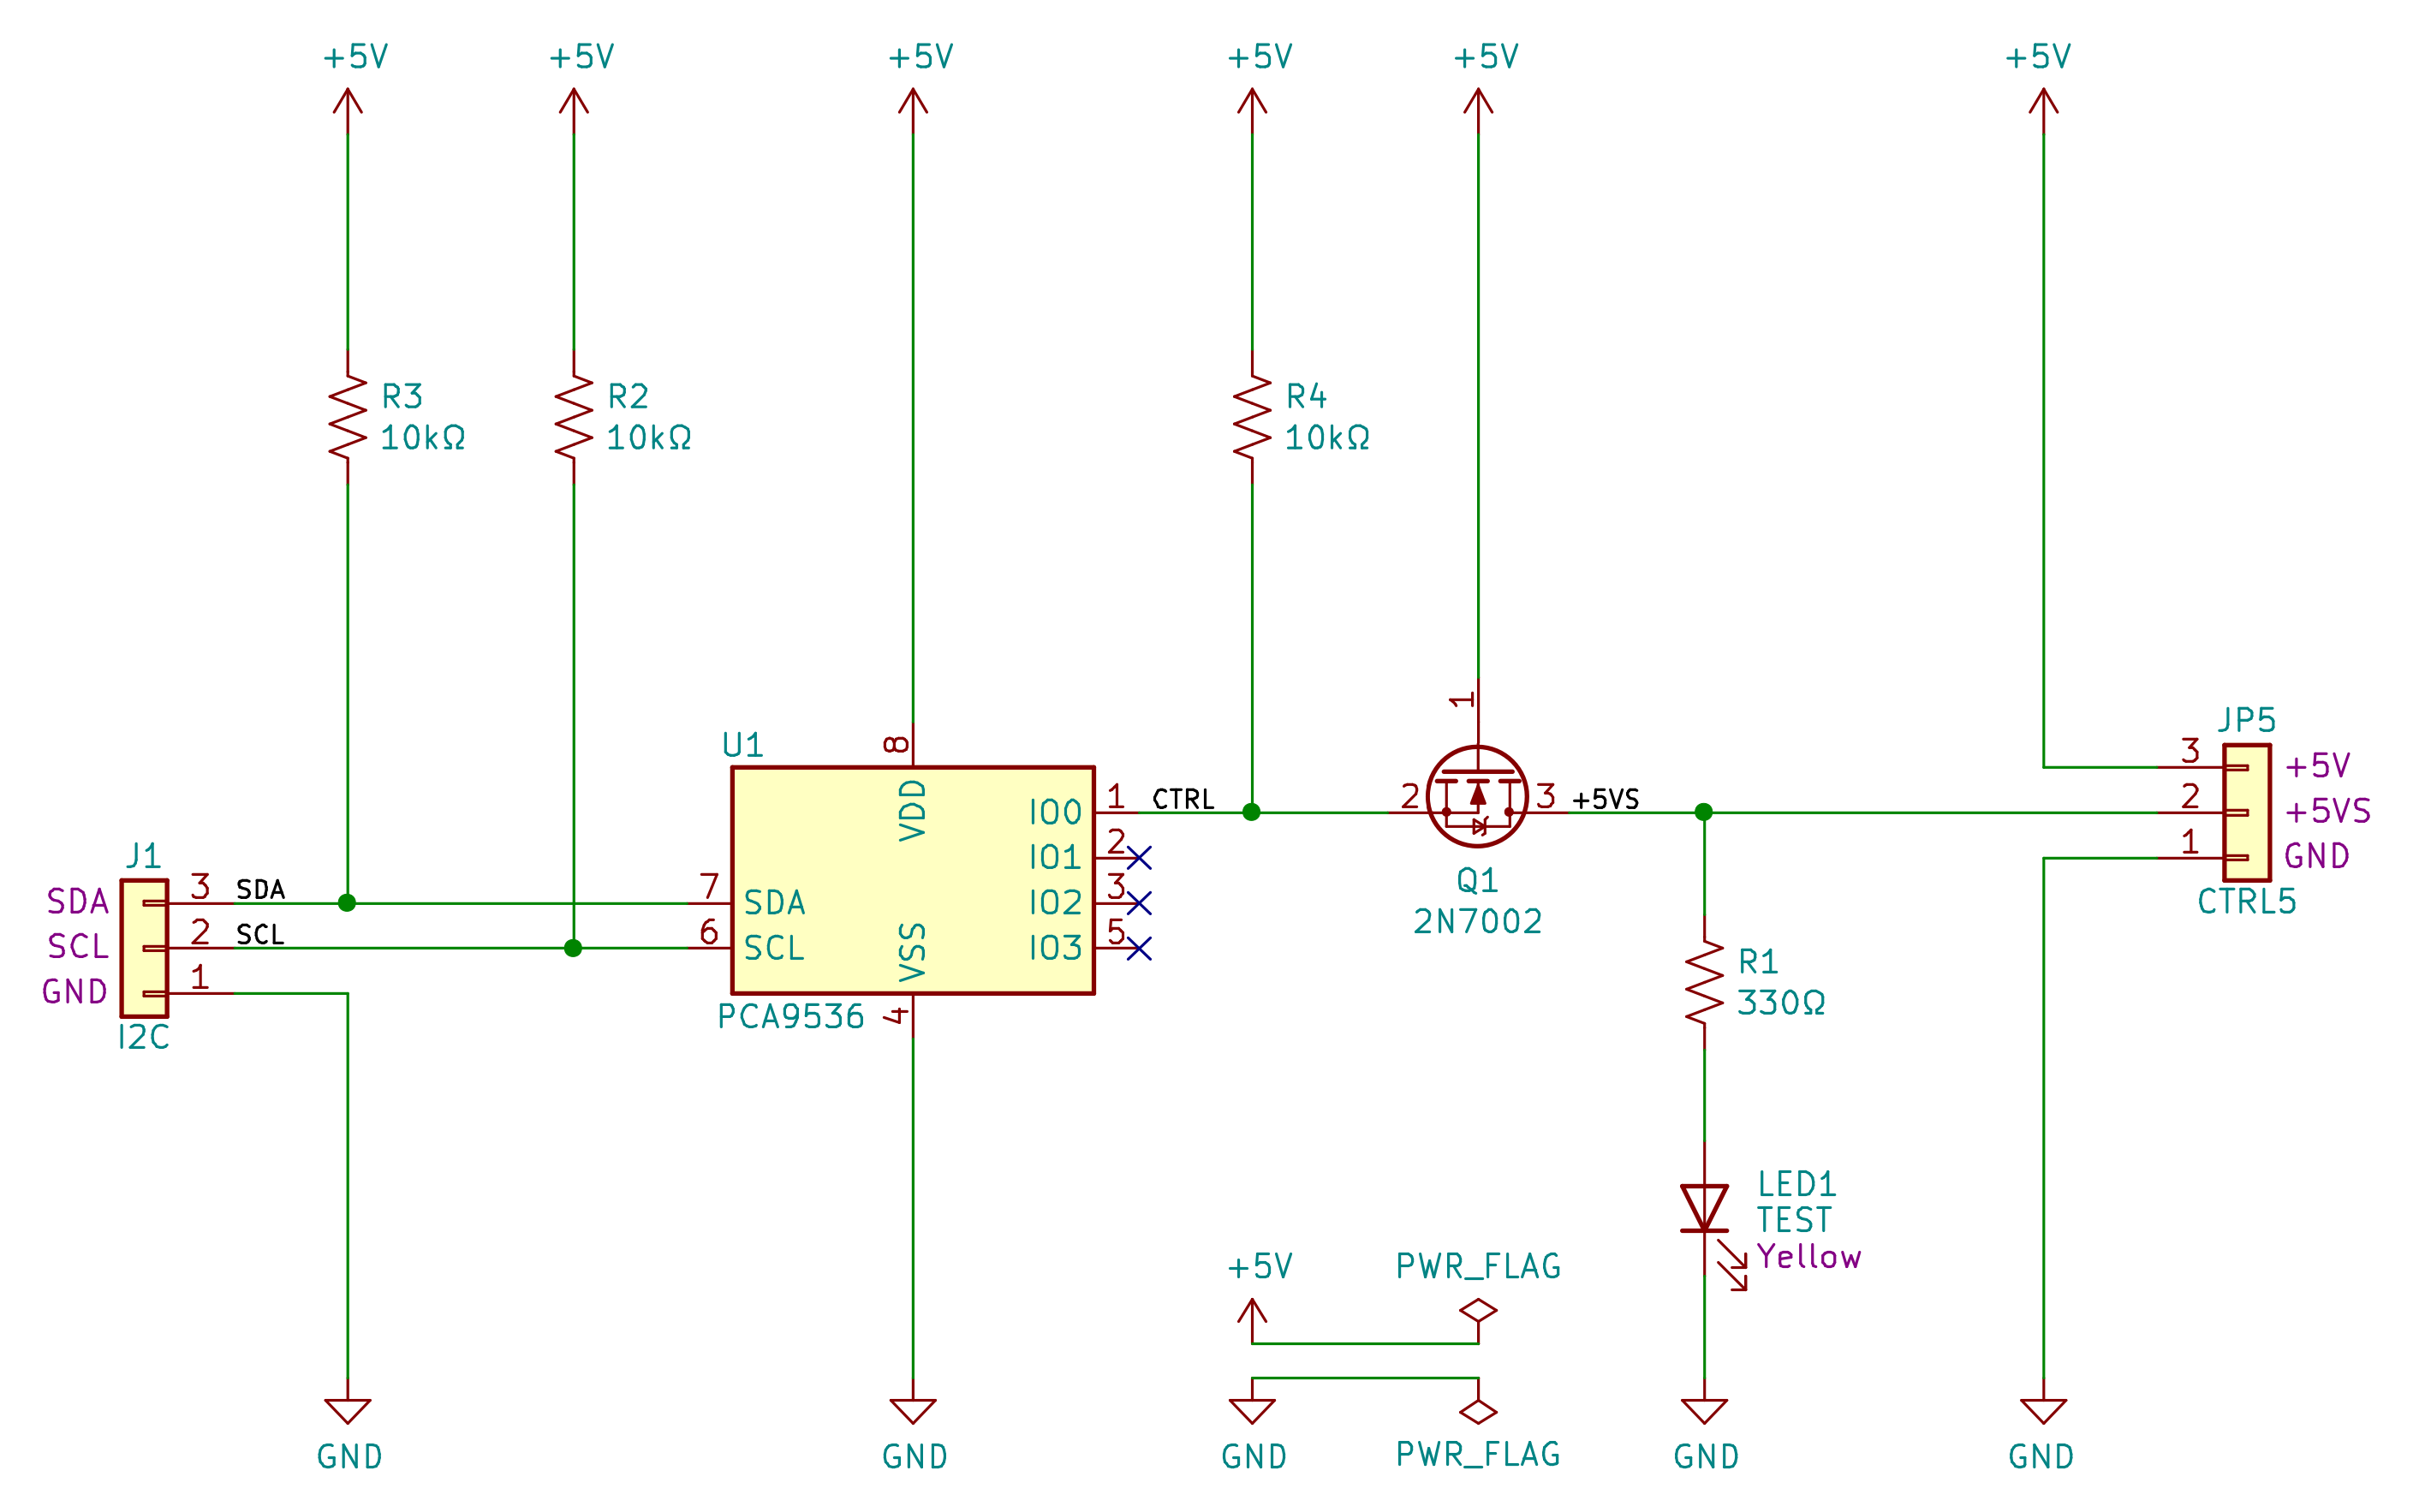 +5V
+5V
+5V
+5V
+5V
+5V
R3
10kΩ
R2
10kΩ
R4
10kΩ
U1
8
VDD
1
JP5
3
+5V
IO0
1
CTRL
2
3
+5VS
2
+5VS
IO1
2
1
GND
J1
Q1
SDA
3
SDA
7
SDA
IO2
3
2N7002
CTRL5
SCL
2
SCL
6
SCL
VSS
IO3
5
R1
330Ω
GND
1
I2C
PCA9536
4
LED1
TEST
Yellow
+5V
PWR_FLAG
GND
GND
GND
PWR_FLAG
GND
GND